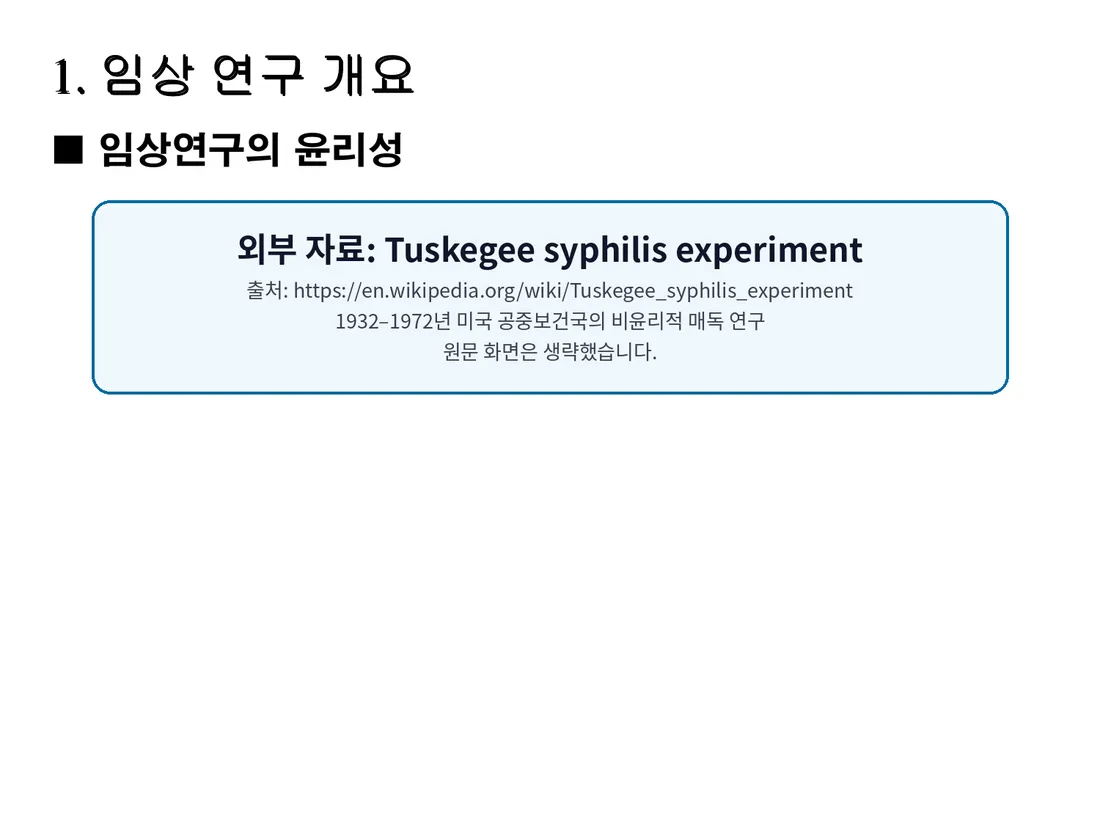 1. 임상 연구 개요
■ 임상연구의 윤리성
외부 자료: Tuskegee syphilis experiment
출처: https://en.wikipedia.org/wiki/Tuskegee_syphilis_experiment
1932–1972년 미국 공중보건국의 비윤리적 매독 연구
원문 화면은 생략했습니다.